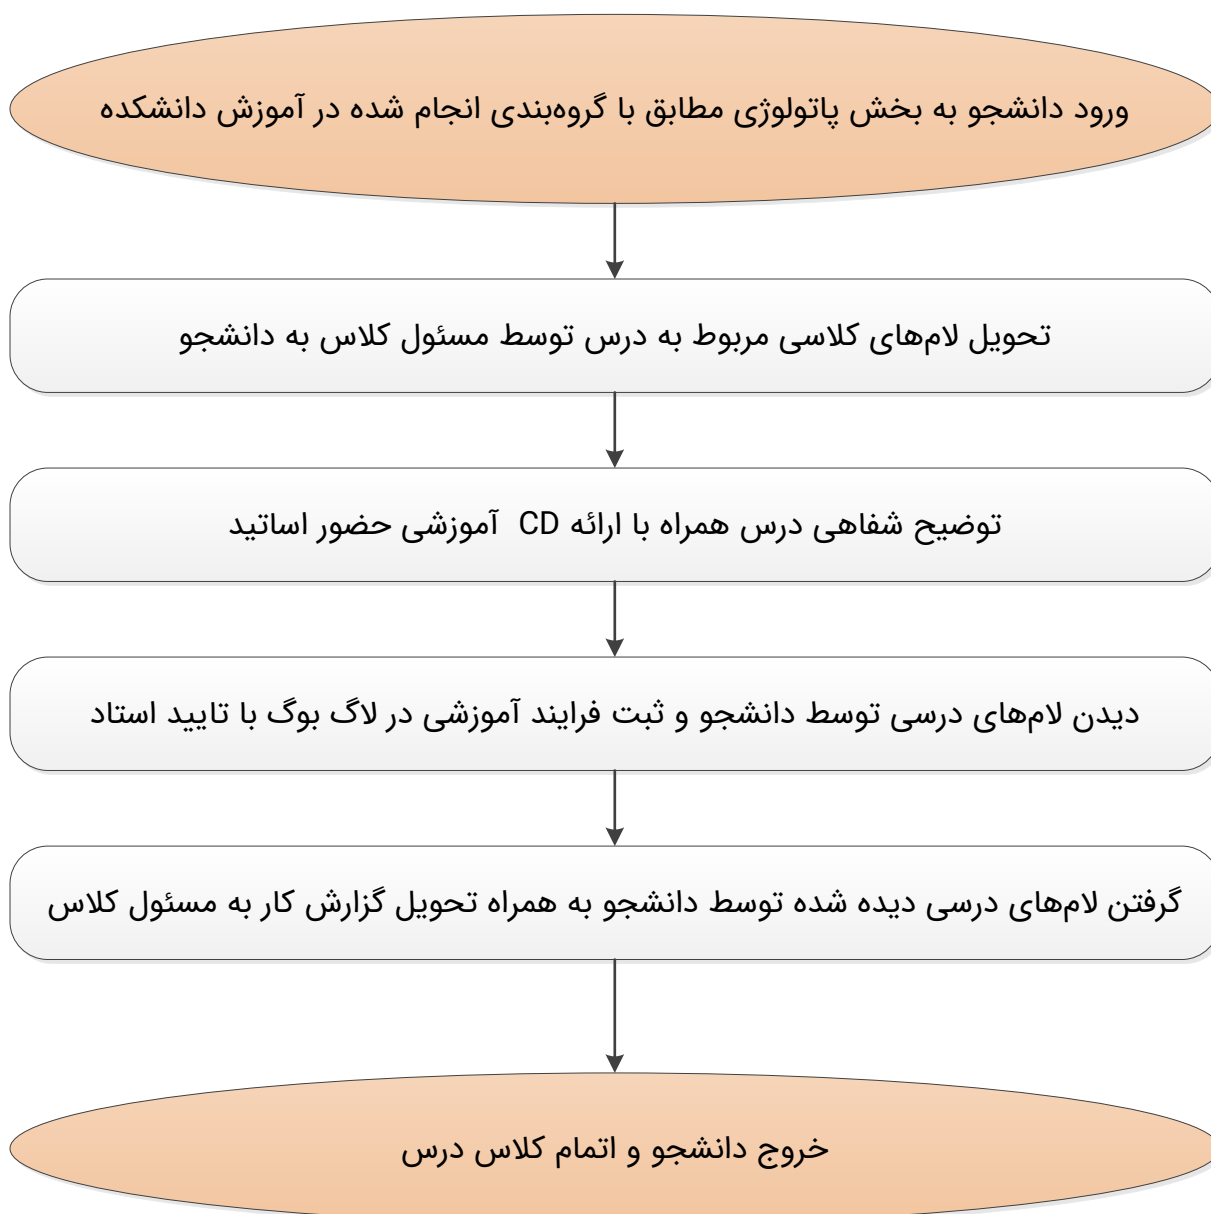 ورود دانشجو به بخش پاتولوژی مطابق با گروه‌بندی انجام شده در آموزش دانشکده
تحویل لام‌های کلاسی مربوط به درس توسط مسئول کلاس به دانشجو
توضیح شفاهی درس همراه با ارائه CD آموزشی حضور اساتید
دیدن لام‌های درسی توسط دانشجو و ثبت فرایند آموزشی در لاگ بوگ با تایید استاد
گرفتن لام‌های درسی دیده شده توسط دانشجو به همراه تحویل گزارش کار به مسئول کلاس
خروج دانشجو و اتمام کلاس درس